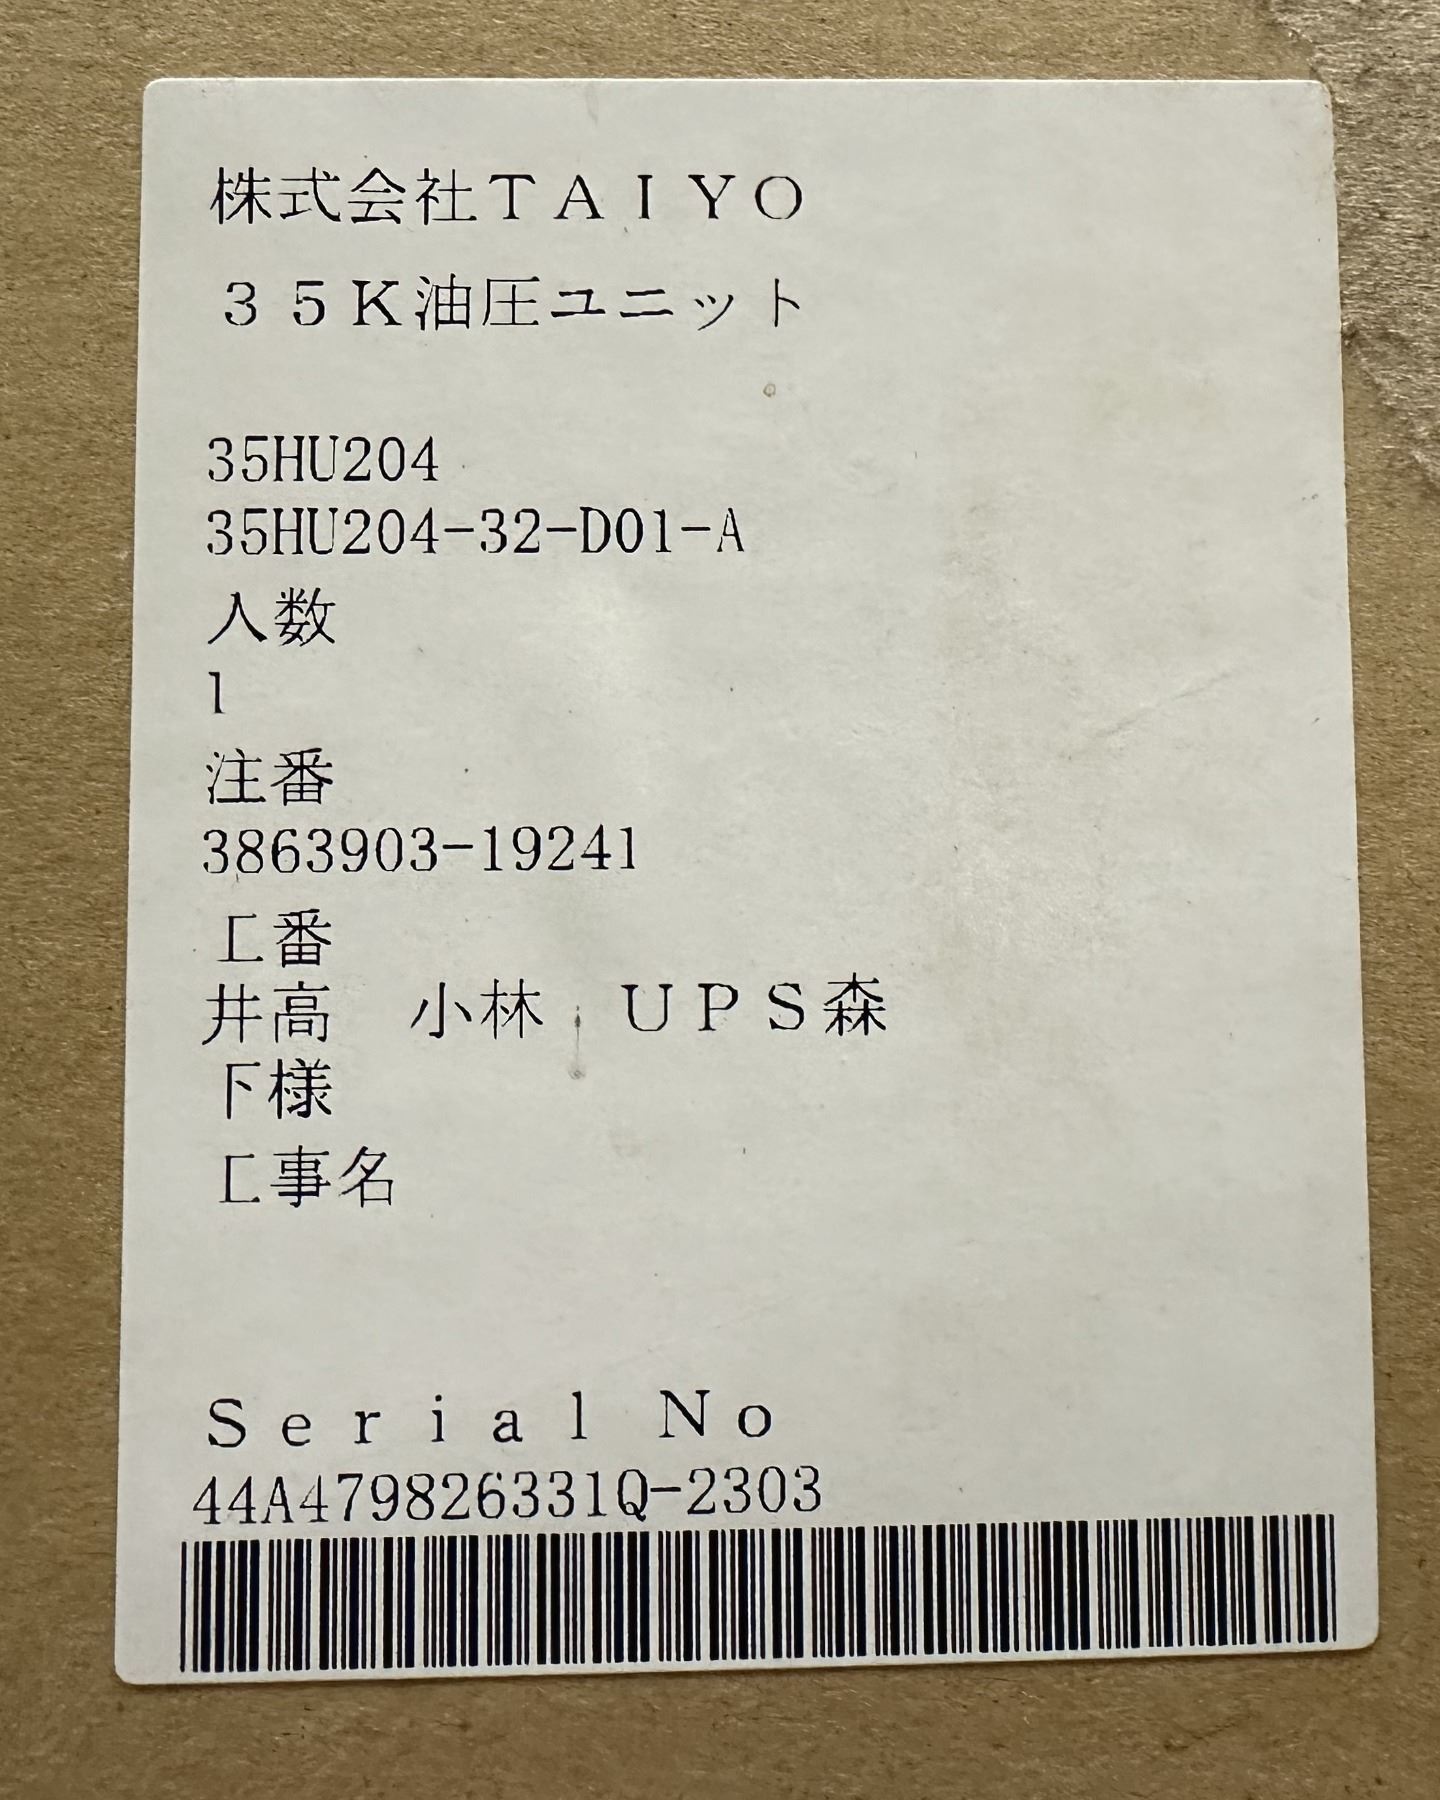 株式会社ＴＡＩＹＯ
３５Ｋ油圧ユニット
35HU204
35HU204-32-D01-A
入数
1
注番
3863903-19241
工番
井高　小林　ＵＰＳ森
下様
工事名
Ｓｅｒｉａｌ　Ｎｏ
44A479826331Q-2303